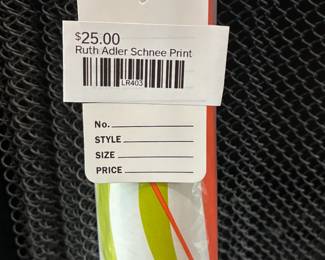 $25.00
Ruth Adler Schnee Print
LR403
No.
STYLE
SIZE
PRICE